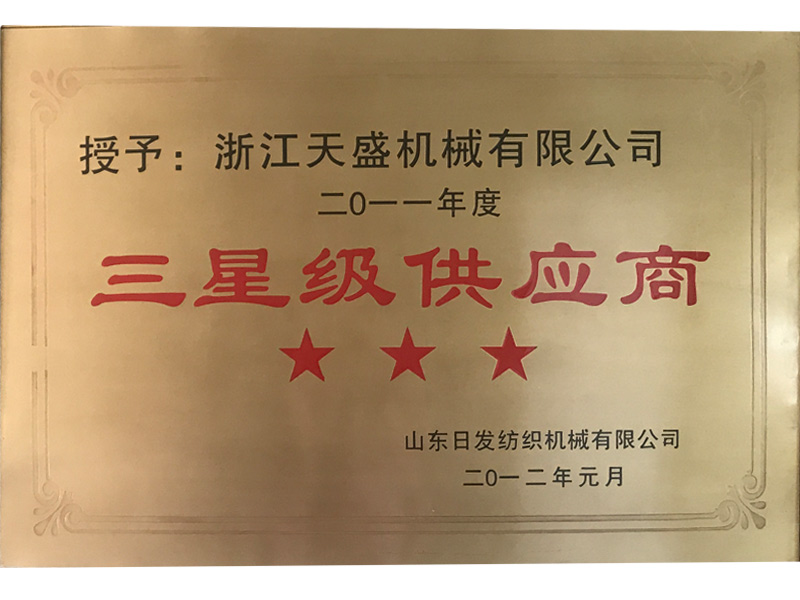 授予：浙江天盛机械有限公司
二0一一年度
三星级供应商
山东日发纺织机械有限公司
二0一二年元月